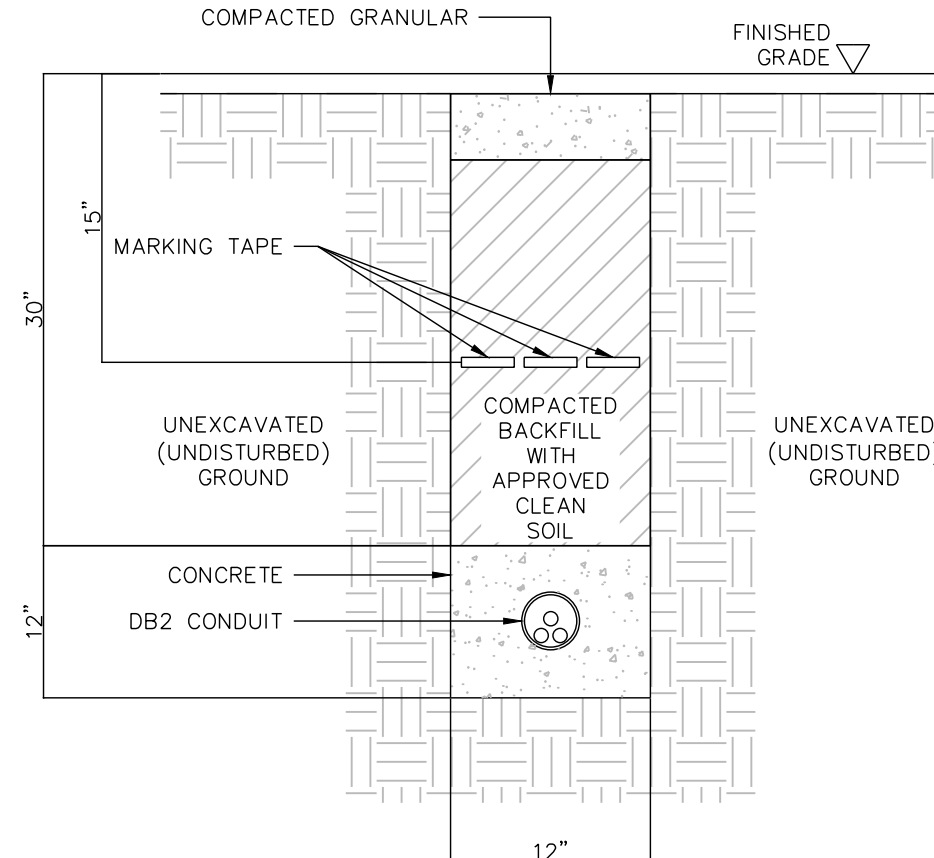 COMPACTED GRANULAR
FINISHED
GRADE
15"
MARKING TAPE
30"
UNEXCAVATED
(UNDISTURBED)
GROUND
COMPACTED
BACKFILL
WITH
APPROVED
CLEAN
SOIL
UNEXCAVATED
(UNDISTURBED)
GROUND
CONCRETE
12"
DB2 CONDUIT
12"